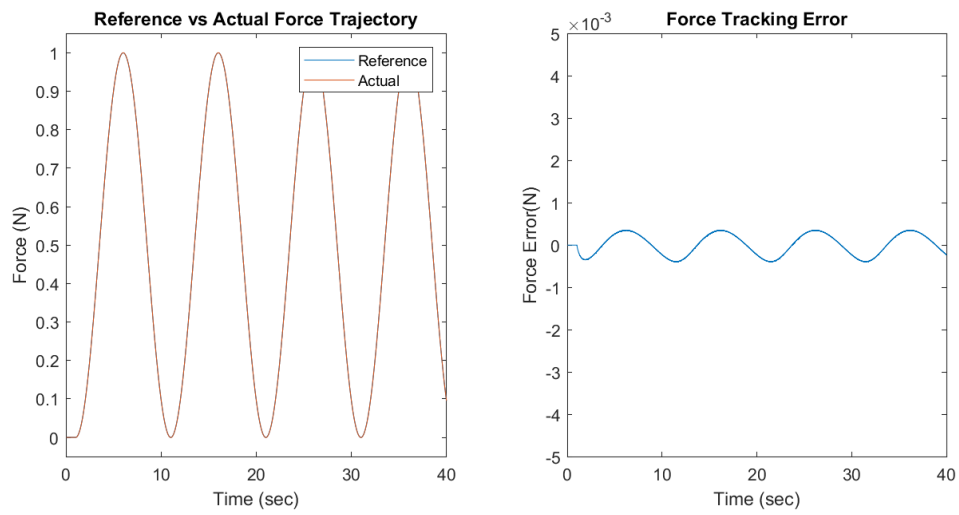 Reference vs Actual Force Trajectory
Reference
Actual
1
0.9
0.8
0.7
0.6
0.5
0.4
0.3
0.2
0.1
0
Force (N)
0 10 20 30 40
Time (sec)
Force Tracking Error
×10⁻³
5
4
3
2
1
0
-1
-2
-3
-4
-5
Force Error(N)
0 10 20 30 40
Time (sec)